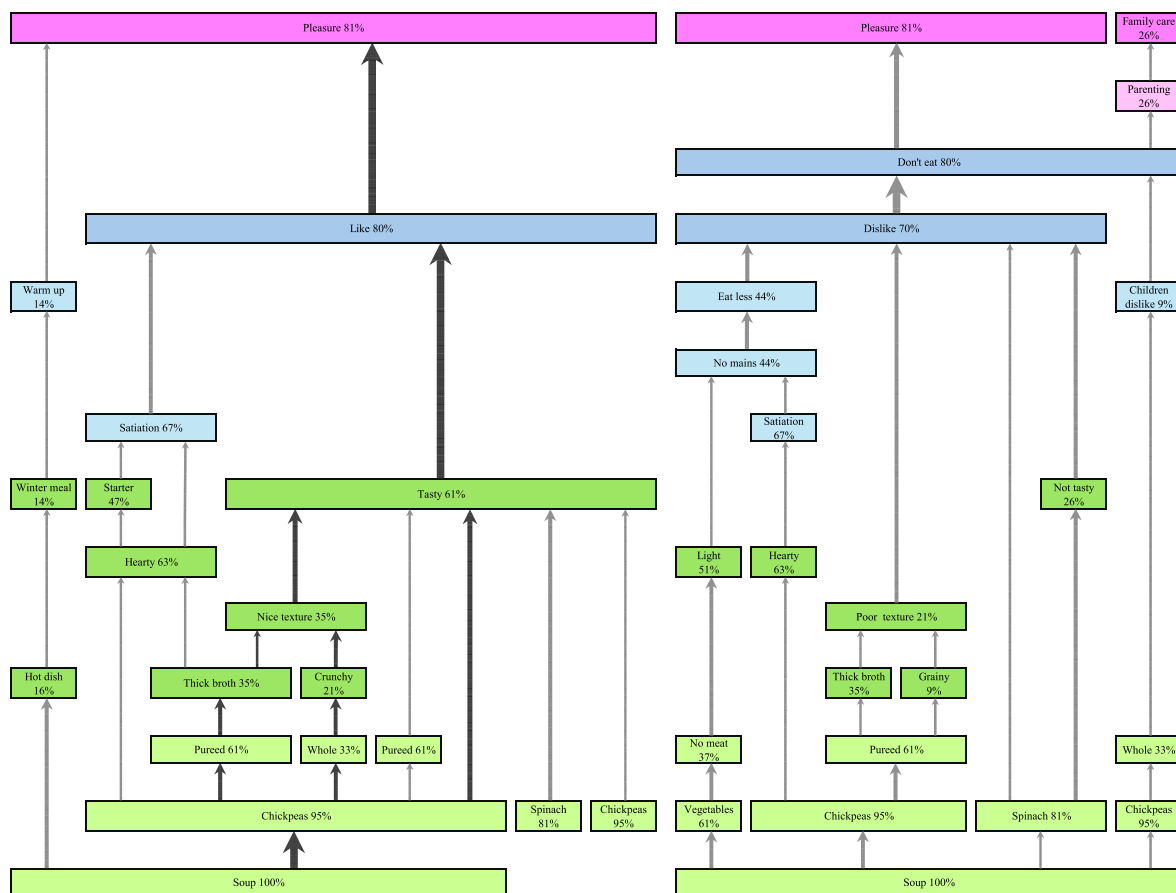 Pleasure 81%
Pleasure 81%
Family care
26%
Parenting
26%
Don't eat 80%
Like 80%
Dislike 70%
Warm up
14%
Eat less 44%
Children
dislike 9%
No mains 44%
Satiation 67%
Satiation
67%
Winter meal
14%
Starter
47%
Tasty 61%
Not tasty
26%
Hearty 63%
Light
51%
Hearty
63%
Nice texture 35%
Poor texture 21%
Hot dish
16%
Thick broth 35%
Crunchy
21%
Thick broth
35%
Grainy
9%
Pureed 61%
Whole 33%
Pureed 61%
No meat
37%
Pureed 61%
Whole 33%
Chickpeas 95%
Spinach
81%
Chickpeas
95%
Vegetables
61%
Chickpeas 95%
Spinach 81%
Chickpeas
95%
Soup 100%
Soup 100%